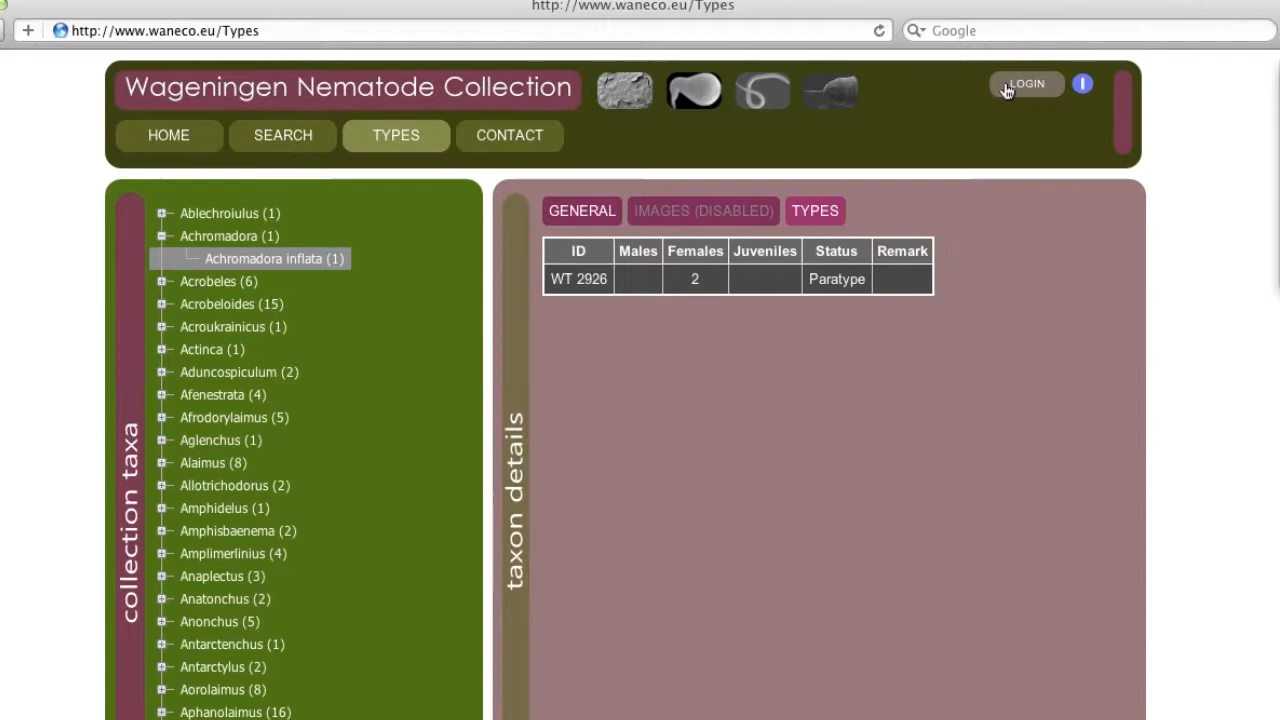 http://www.waneco.eu/Types
http://www.waneco.eu/Types
Google
Wageningen Nematode Collection
LOGIN
HOME
SEARCH
TYPES
CONTACT
collection taxa
Ablechroiulus (1)
Achromadora (1)
Achromadora inflata (1)
Acrobeles (6)
Acrobeloides (15)
Acroukrainicus (1)
Actinca (1)
Aduncospiculum (2)
Afenestrata (4)
Afrodorylaimus (5)
Aglenchus (1)
Alaimus (8)
Allotrichodorus (2)
Amphidelus (1)
Amphisbaenema (2)
Amplimerlinius (4)
Anaplectus (3)
Anatonchus (2)
Anonchus (5)
Antarctenchus (1)
Antarctylus (2)
Aorolaimus (8)
Aphanolaimus (16)
taxon details
GENERAL IMAGES (DISABLED) TYPES
ID Males Females Juveniles Status Remark
WT 2926 2 Paratype